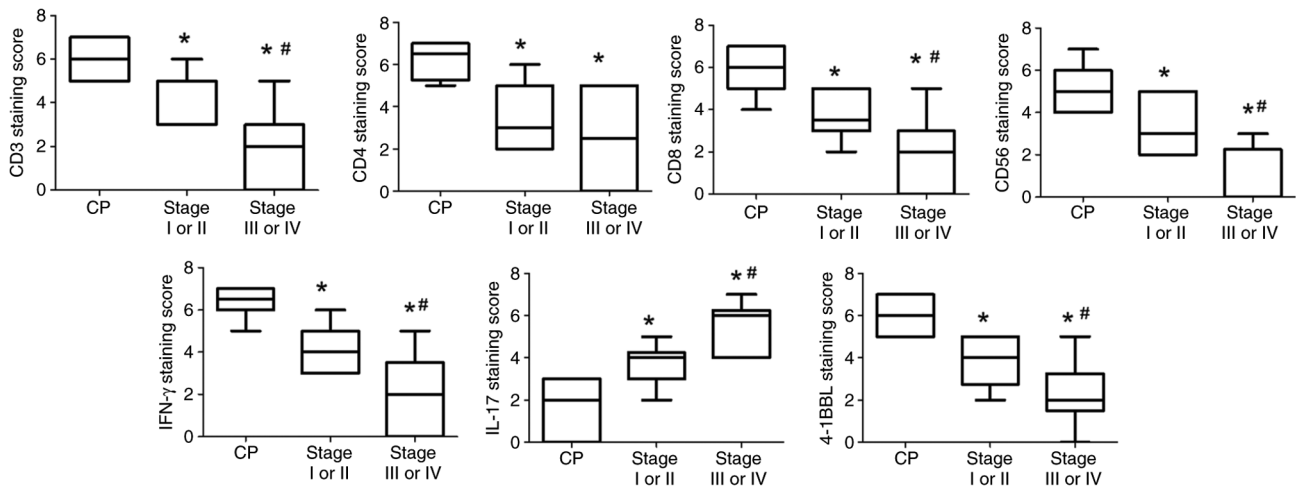 CD3 staining score
8
6
4
2
0
*
* #
CP
Stage
I or II
Stage
III or IV
CD4 staining score
8
6
4
2
0
*
*
CP
Stage
I or II
Stage
III or IV
CD8 staining score
8
6
4
2
0
*
* #
CP
Stage
I or II
Stage
III or IV
CD56 staining score
8
6
4
2
0
*
*#
CP
Stage
I or II
Stage
III or IV
IFN-γ staining score
8
6
4
2
0
*
*#
CP
Stage
I or II
Stage
III or IV
IL-17 staining score
8
6
4
2
0
*
*#
CP
Stage
I or II
Stage
III or IV
4-1BBL staining score
8
6
4
2
0
*
* #
CP
Stage
I or II
Stage
III or IV